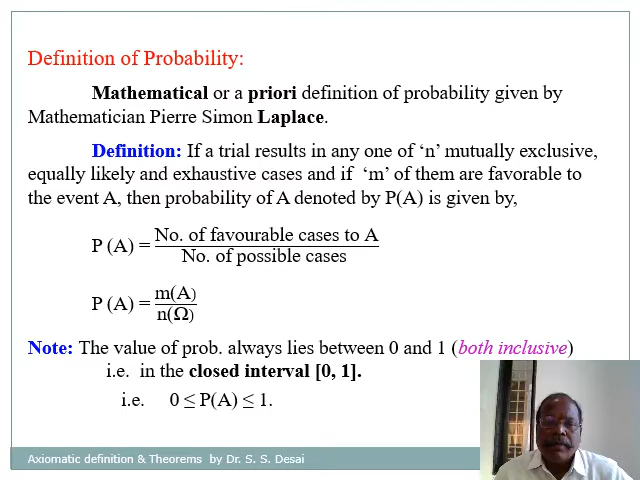 Definition of Probability:
Mathematical or a priori definition of probability given by
Mathematician Pierre Simon Laplace.
Definition: If a trial results in any one of ‘n’ mutually exclusive,
equally likely and exhaustive cases and if ‘m’ of them are favorable to
the event A, then probability of A denoted by P(A) is given by,
P (A) = No. of favourable cases to A
No. of possible cases
P (A) = m(A)
n(Ω)
Note: The value of prob. always lies between 0 and 1 (both inclusive)
i.e. in the closed interval [0, 1].
i.e. 0 ≤ P(A) ≤ 1.
Axiomatic definition & Theorems by Dr. S. S. Desai